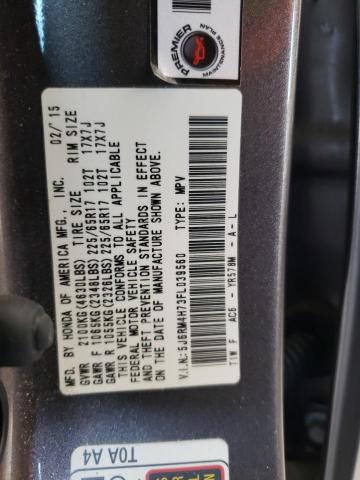 MFD. BY HONDA OF AMERICA MFG., INC. 02/'15
GVWR 2100KG(4630LBS) TIRE SIZE RIM SIZE
GAWR F 1065KG(2348LBS) 225/65R17 102T 17X7J
GAWR R 1055KG(2326LBS) 225/65R17 102T 17X7J
THIS VEHICLE CONFORMS TO ALL APPLICABLE
FEDERAL MOTOR VEHICLE SAFETY
AND THEFT PREVENTION STANDARDS IN EFFECT
ON THE DATE OF MANUFACTURE SHOWN ABOVE.
V.I.N.:5J6RM4H73FL039560 TYPE: MPV
TIW F AC6 - YR578M - A - L
PREMIER
MAINTENANCE PLAN
T0A A4